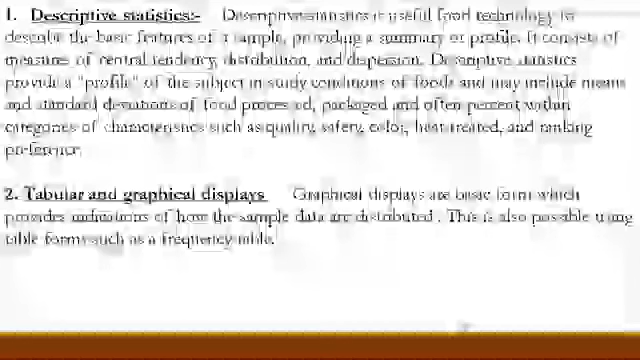 1. Descriptive statistics:- Descriptive statistics is useful food technology to
describe the basic features of a sample, providing a summary or profile. It consists of
measures of central tendency, distribution, and dispersion. Descriptive statistics
provide a "profile" of the subject in study conditions of foods and may include means
and standard deviations of food processed, packaged and often percent within
categories of characteristics such as quality, safety, color, heat treated, and ranking
preference.
2. Tabular and graphical displays Graphical displays are basic form which
provides indications of how the sample data are distributed . This is also possible using
table forms such as a frequency table.